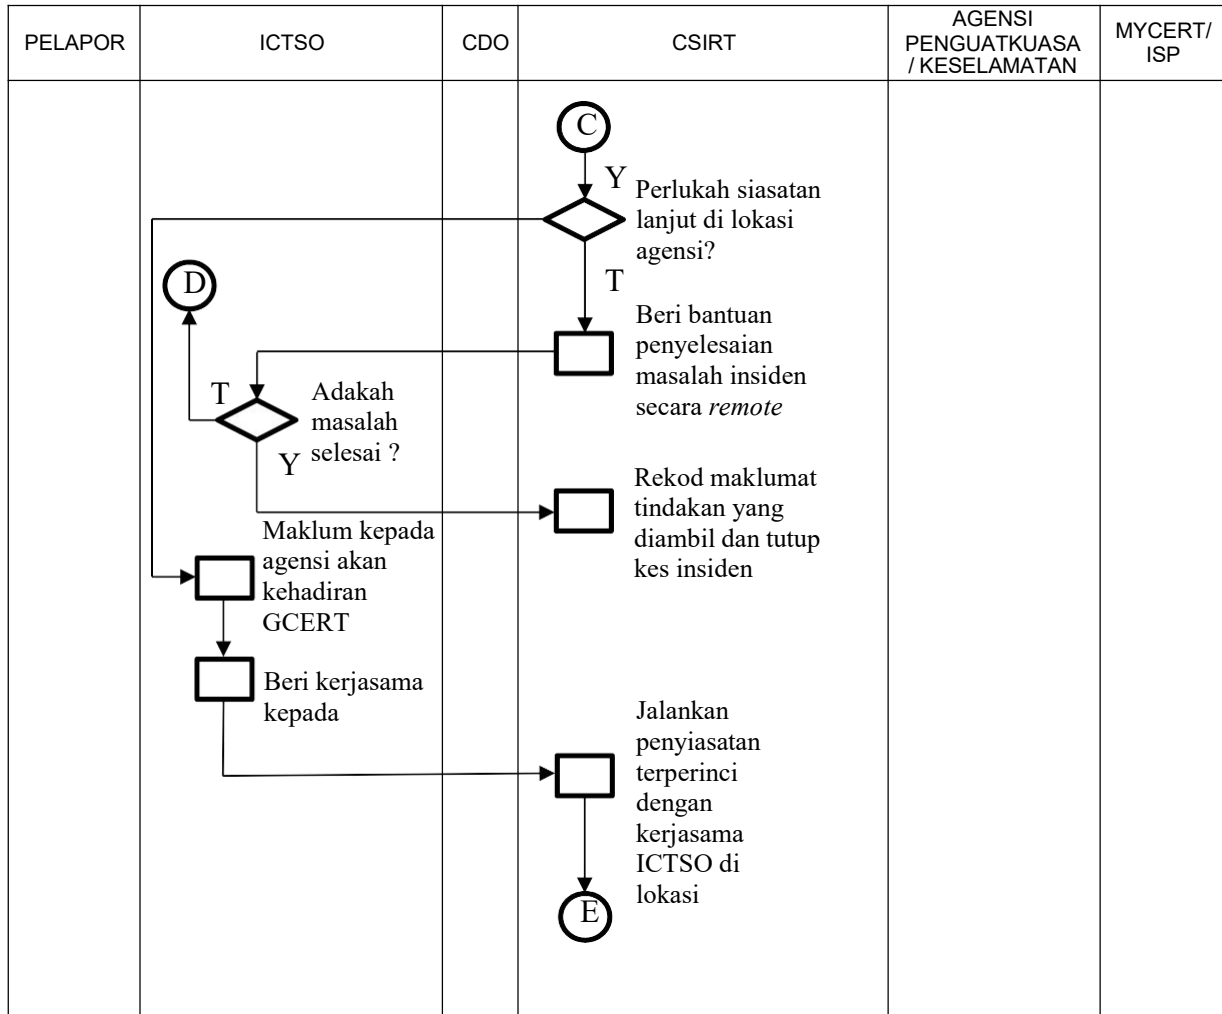 PELAPOR
ICTSO
CDO
CSIRT
AGENSI
PENGUATKUASA
/ KESELAMATAN
MYCERT/
ISP
C
Y
Perlukah siasatan
lanjut di lokasi
agensi?
T
D
Beri bantuan
penyelesaian
masalah insiden
secara remote
T
Adakah
masalah
selesai ?
Y
Rekod maklumat
tindakan yang
diambil dan tutup
kes insiden
Maklum kepada
agensi akan
kehadiran
GCERT
Beri kerjasama
kepada
Jalankan
penyiasatan
terperinci
dengan
kerjasama
ICTSO di
lokasi
E